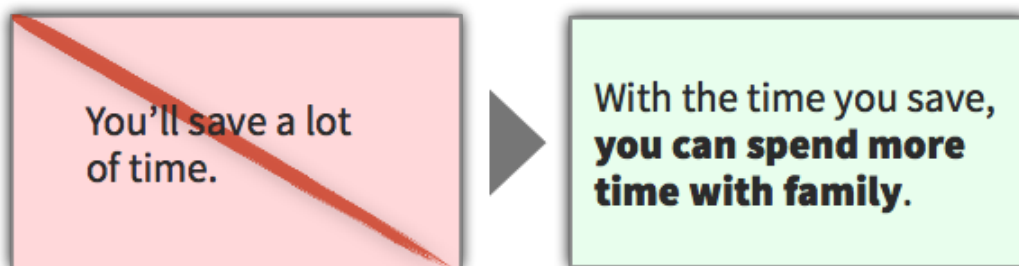 You’ll save a lot
of time.
With the time you save,
you can spend more
time with family.